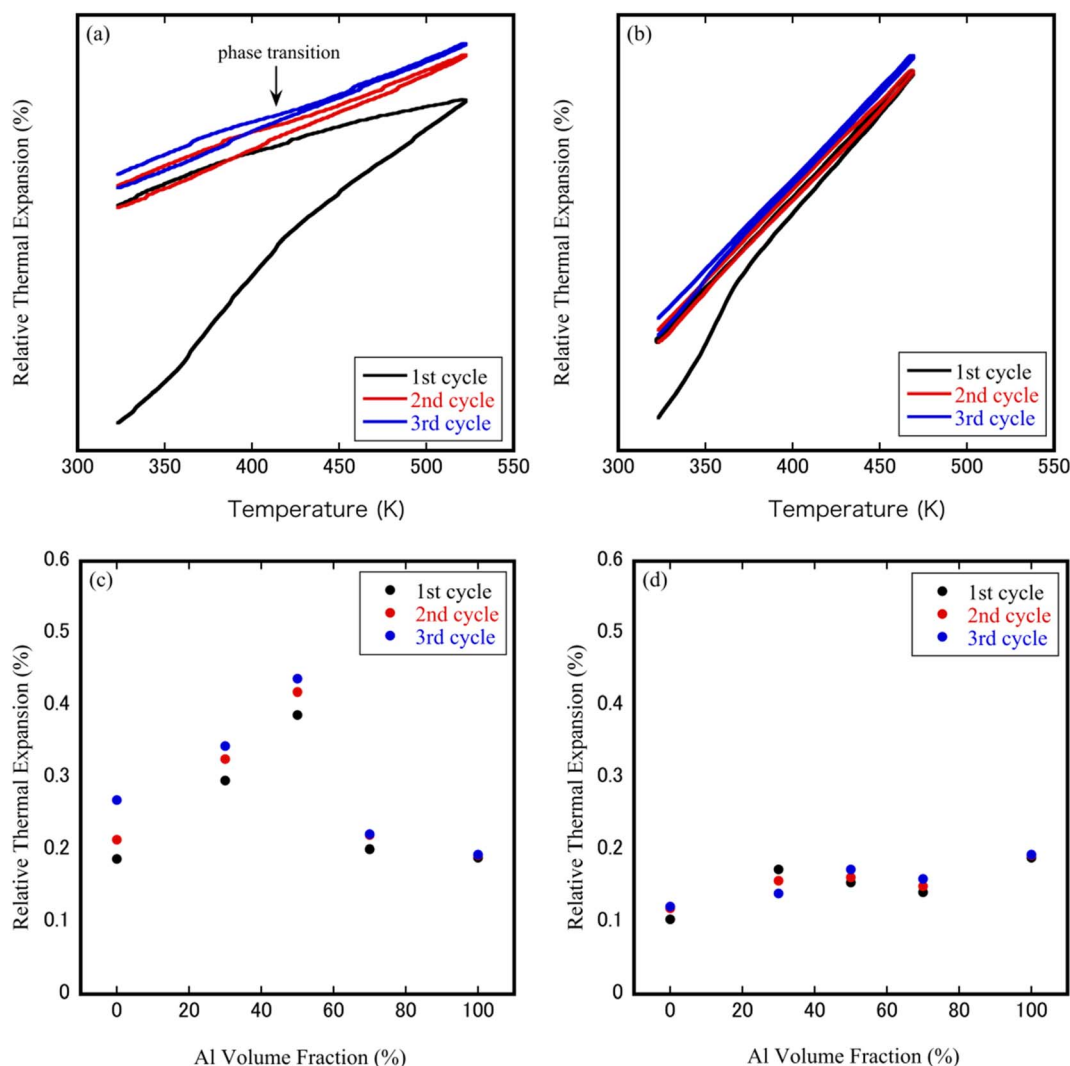 (a)
phase transition
Relative Thermal Expansion (%)
1st cycle
2nd cycle
3rd cycle
300 350 400 450 500 550
Temperature (K)
(b)
Relative Thermal Expansion (%)
1st cycle
2nd cycle
3rd cycle
300 350 400 450 500 550
Temperature (K)
(c)
Relative Thermal Expansion (%)
0.6
0.5
0.4
0.3
0.2
0.1
0
1st cycle
2nd cycle
3rd cycle
0 20 40 60 80 100
Al Volume Fraction (%)
(d)
Relative Thermal Expansion (%)
0.6
0.5
0.4
0.3
0.2
0.1
0
1st cycle
2nd cycle
3rd cycle
0 20 40 60 80 100
Al Volume Fraction (%)